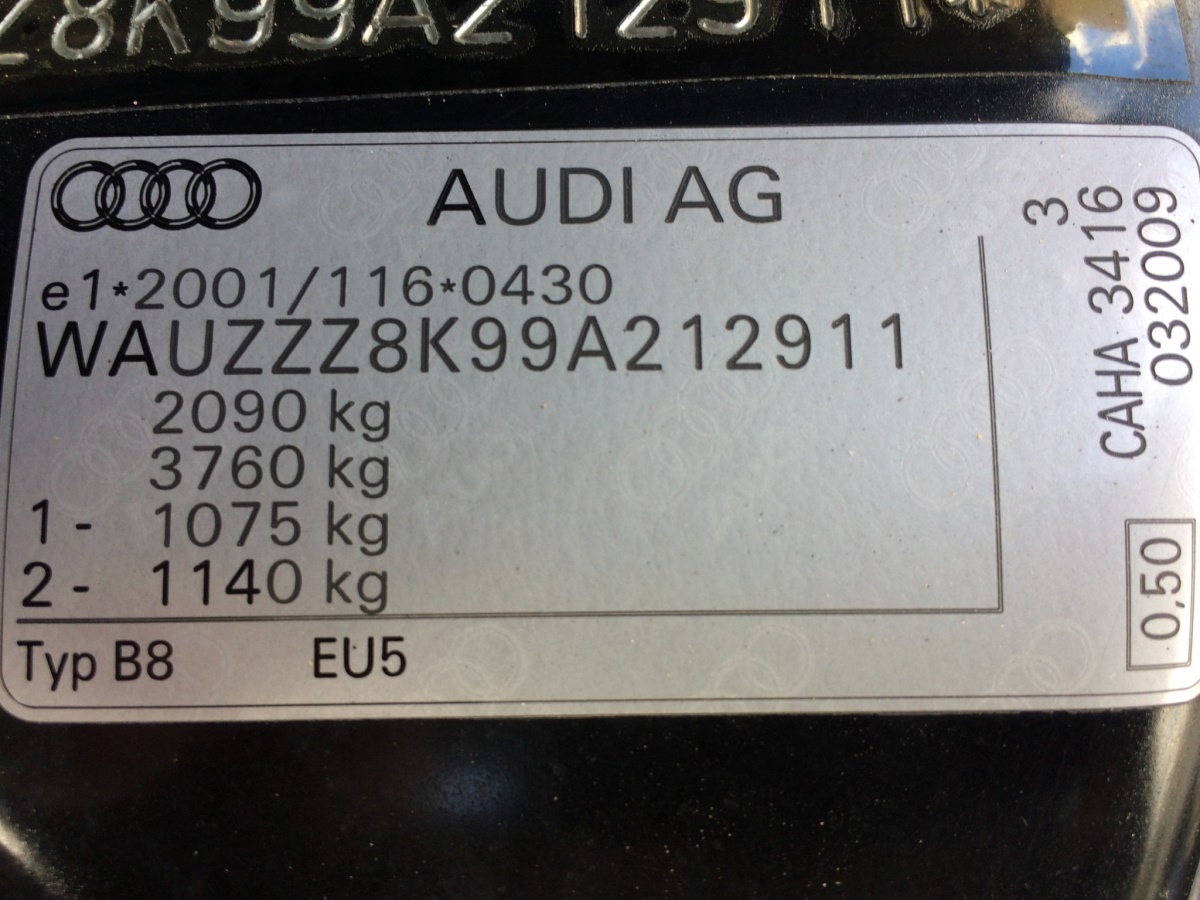 Z8K99A212911
AUDI AG
e1*2001/116*0430
WAUZZZ8K99A212911
2090 kg
3760 kg
1- 1075 kg
2- 1140 kg
Typ B8 EU5
3
CAHA 3416
032009
0,50